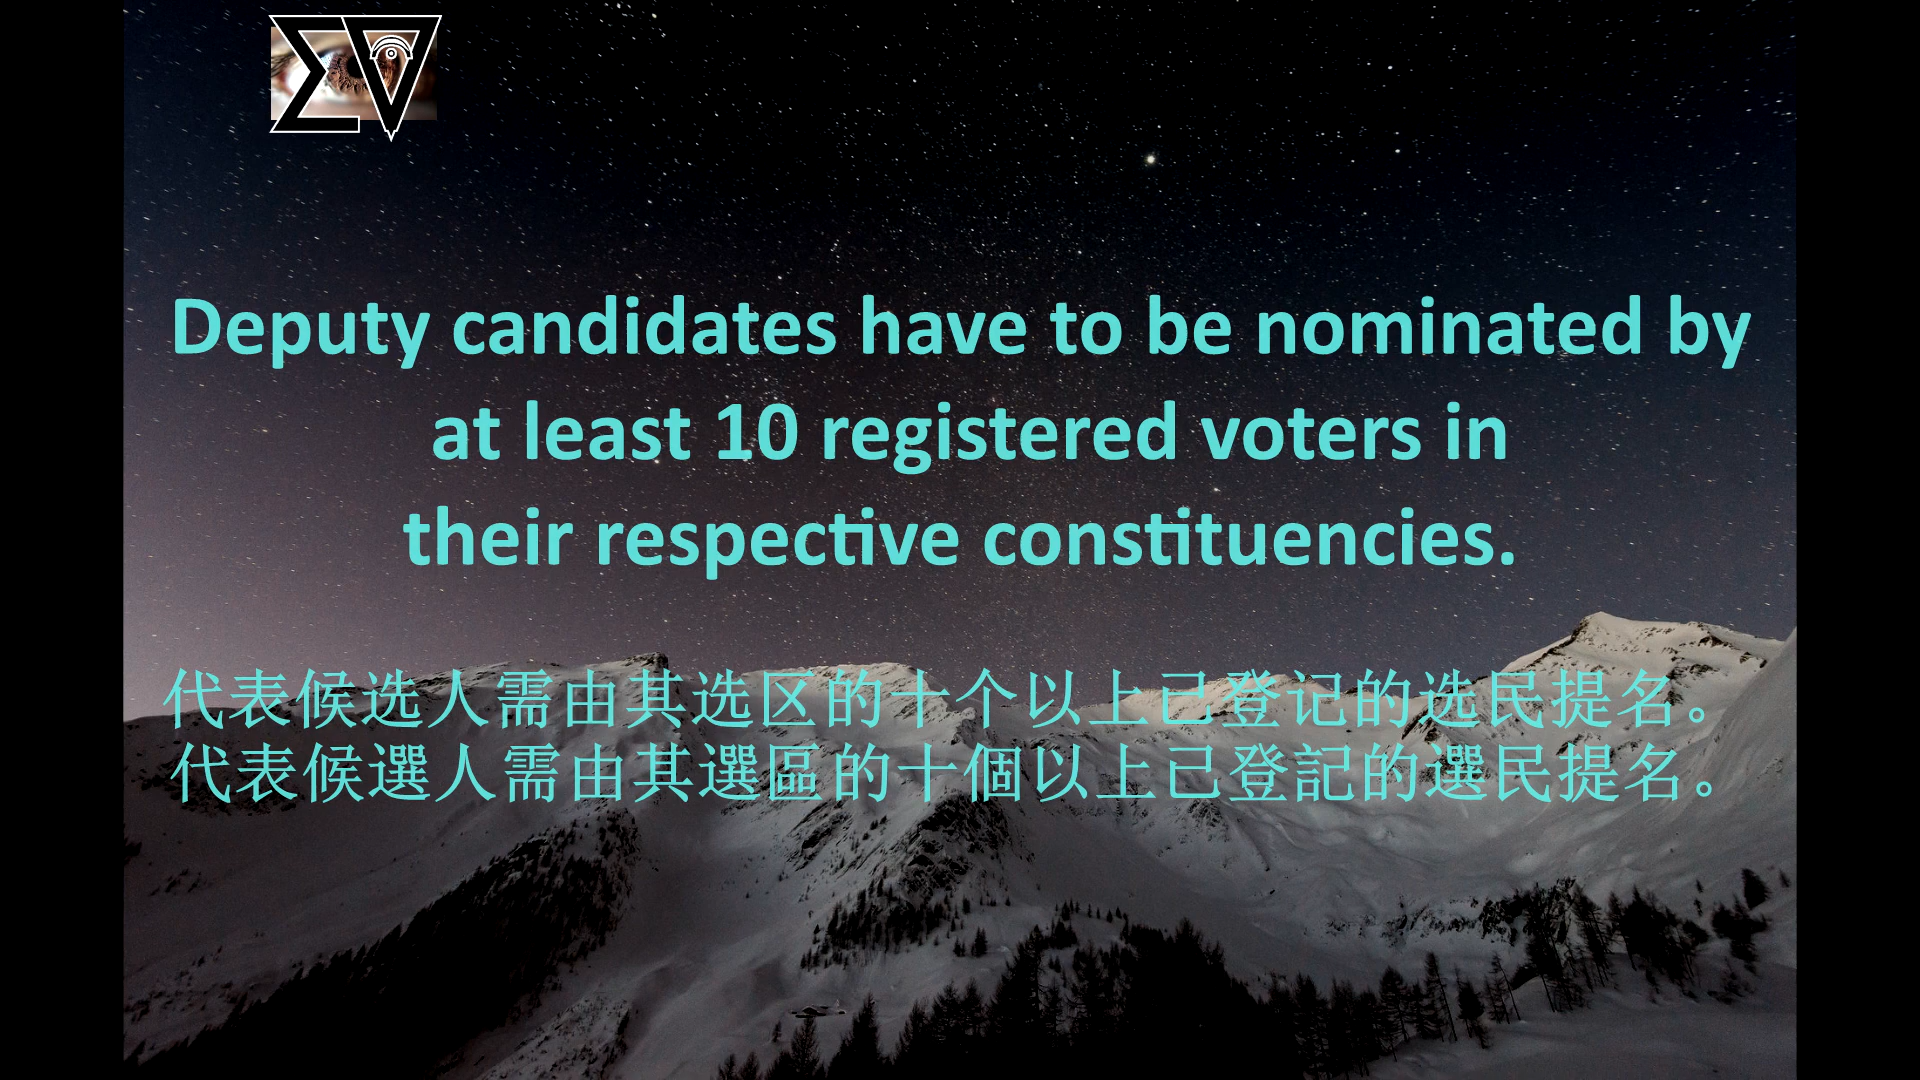 Deputy candidates have to be nominated by
at least 10 registered voters in
their respective constituencies.
代表候选人需由其选区的十个以上已登记的选民提名。
代表候選人需由其選區的十個以上已登記的選民提名。